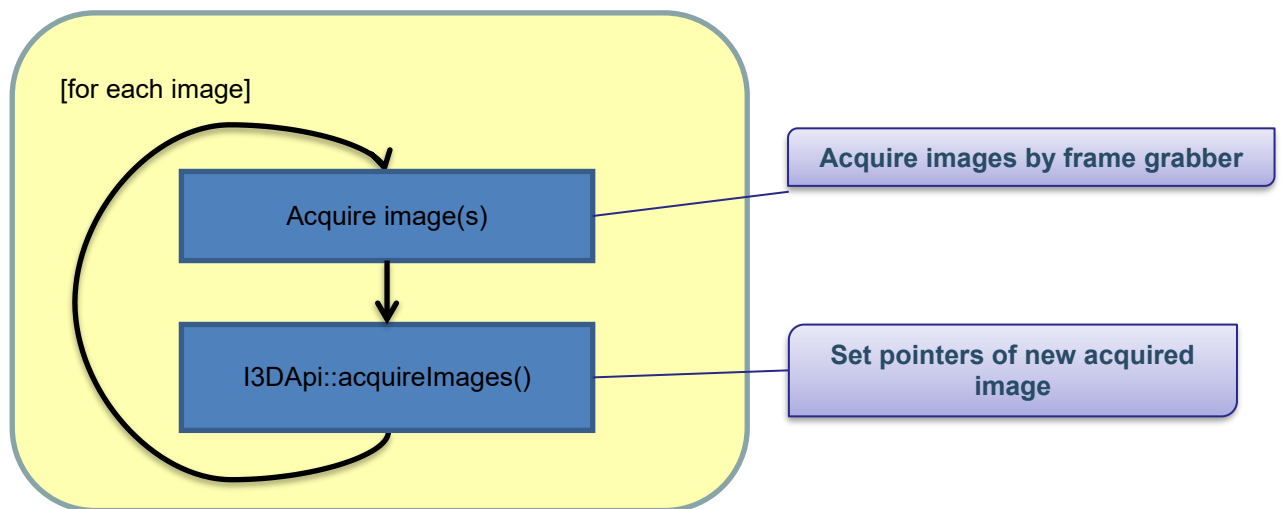 [for each image]
Acquire images by frame grabber
Acquire image(s)
Set pointers of new acquired
image
I3DApi::acquireImages()